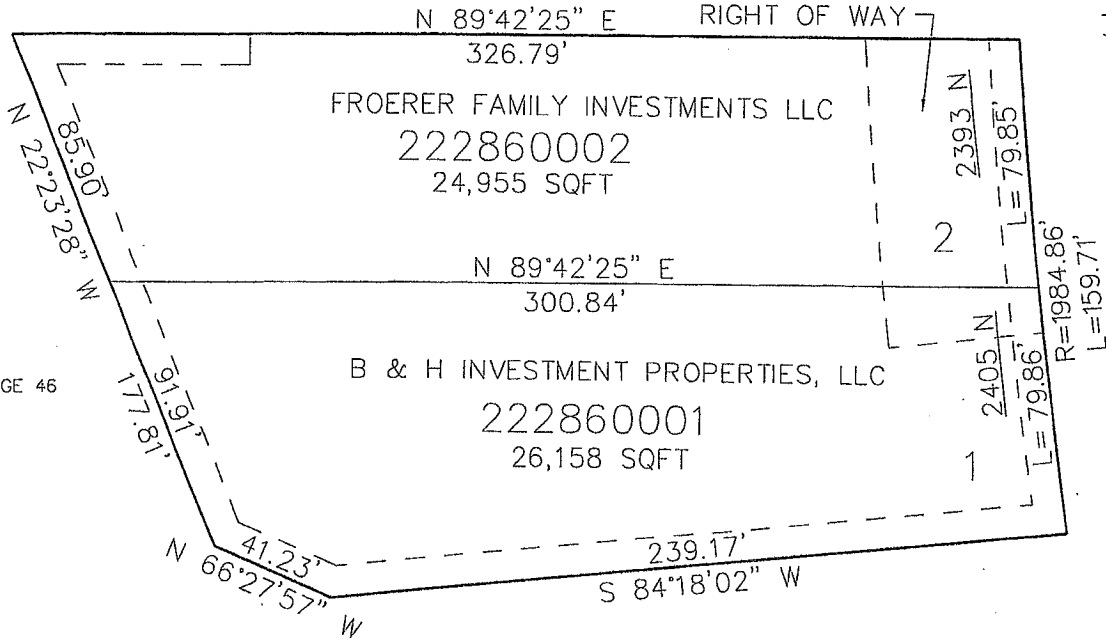 N 89°42'25" E
RIGHT OF WAY
326.79'
FROERER FAMILY INVESTMENTS LLC
222860002
24,955 SQFT
2393 N
L= 79.85'
2
85.90'
N 22°23'28" W
N 89°42'25" E
300.84'
R=1984.86'
L=159.71'
B & H INVESTMENT PROPERTIES, LLC
222860001
26,158 SQFT
2405 N
L= 79.86'
1
GE 46
91.91'
177.81'
41.23'
N 66°27'57" W
239.17'
S 84°18'02" W